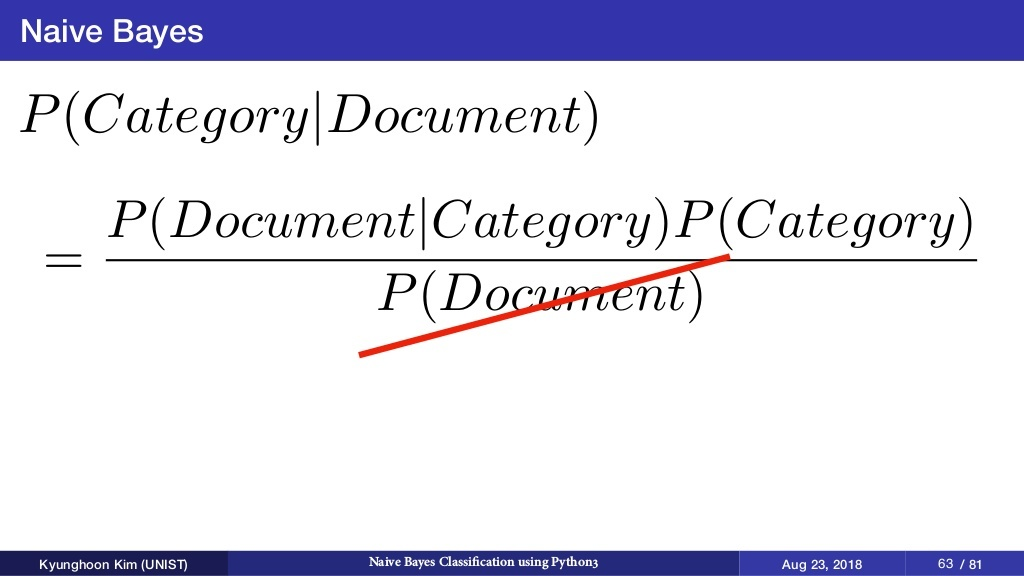 Naive Bayes
P(Category|Document)
= P(Document|Category)P(Category)
P(Document)
Kyunghoon Kim (UNIST) Naive Bayes Classification using Python3 Aug 23, 2018 63 / 81